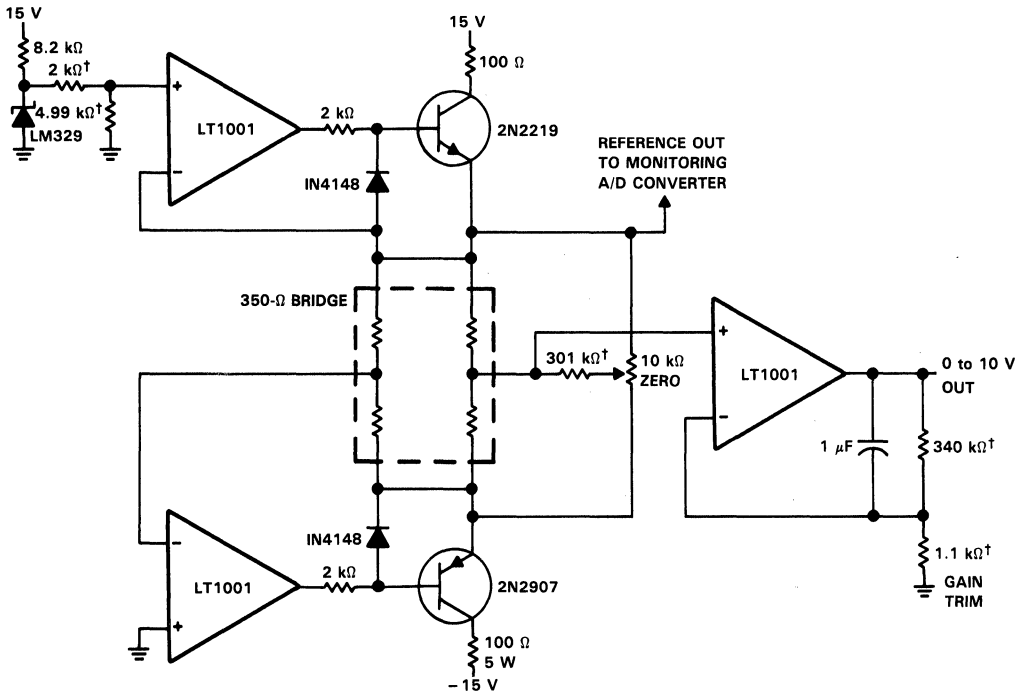 15 V
8.2 kΩ
2 kΩ†
4.99 kΩ†
LM329
+
LT1001
−
2 kΩ
IN4148
15 V
100 Ω
2N2219
REFERENCE OUT
TO MONITORING
A/D CONVERTER
350-Ω BRIDGE
301 kΩ†
10 kΩ
ZERO
+
LT1001
−
0 to 10 V
OUT
1 μF
340 kΩ†
1.1 kΩ†
GAIN
TRIM
−
LT1001
+
2 kΩ
IN4148
2N2907
100 Ω
5 W
−15 V